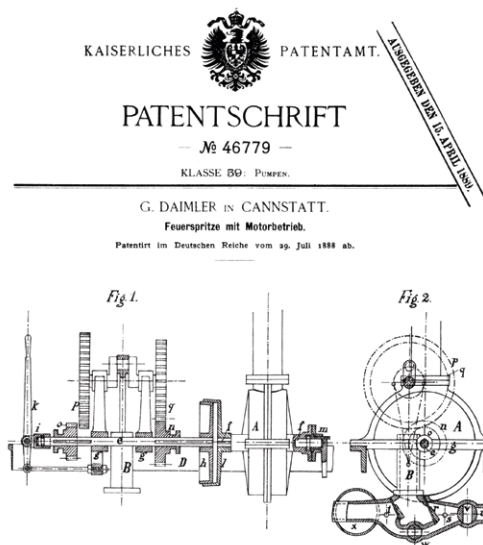 KAISERLICHES PATENTAMT.
AUSGEGEBEN DEN 15. APRIL 1889.
PATENTSCHRIFT
— № 46779 —
KLASSE 59: PUMPEN.
G. DAIMLER IN CANNSTATT.
Feuerspritze mit Motorbetrieb.
Patentirt im Deutschen Reiche vom 29. Juli 1888 ab.
Fig. 1.
Fig. 2.
k
p
q
i
o
e
n
f
A
f
m
g
B
g
D
h
l
p
q
n
A
g
B
x
r
s
v
w